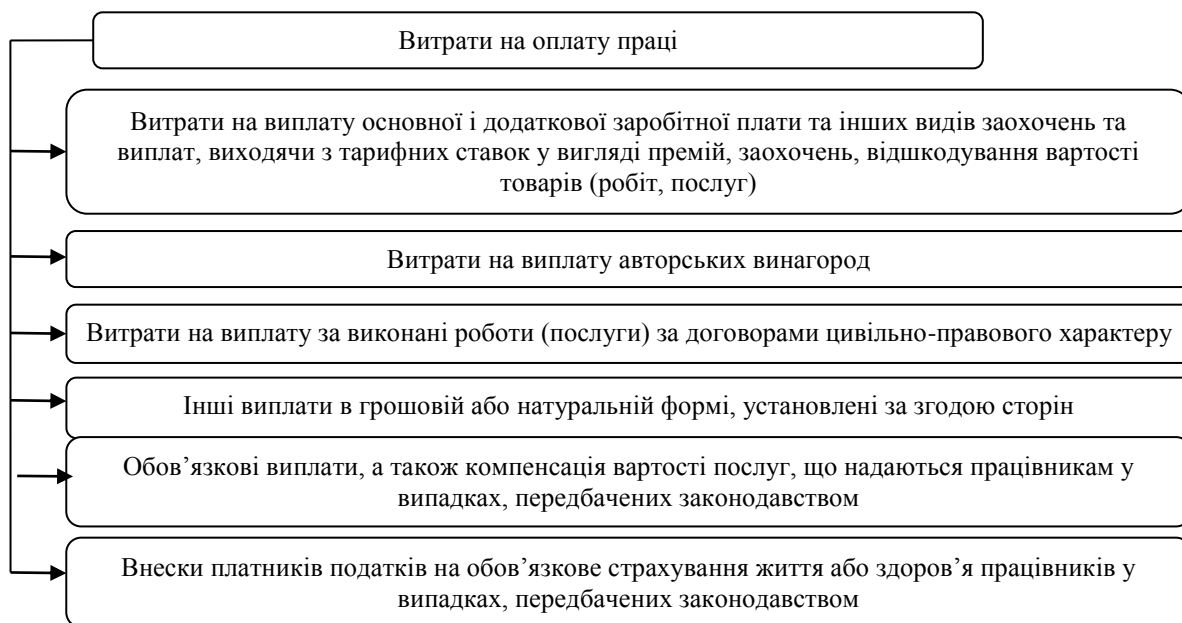 Витрати на оплату праці
Витрати на виплату основної і додаткової заробітної плати та інших видів заохочень та
виплат, виходячи з тарифних ставок у вигляді премій, заохочень, відшкодування вартості
товарів (робіт, послуг)
Витрати на виплату авторських винагород
Витрати на виплату за виконані роботи (послуги) за договорами цивільно-правового характеру
Інші виплати в грошовій або натуральній формі, установлені за згодою сторін
Обов’язкові виплати, а також компенсація вартості послуг, що надаються працівникам у
випадках, передбачених законодавством
Внески платників податків на обов’язкове страхування життя або здоров’я працівників у
випадках, передбачених законодавством